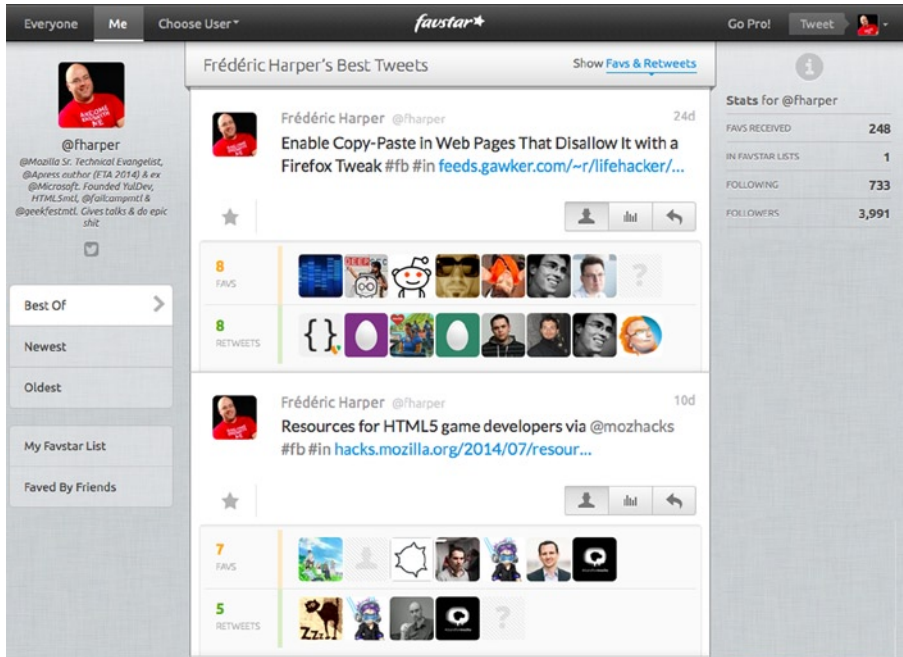 Everyone
Me
Choose User
favstar
Go Pro!
Tweet
@fharper
@Mozilla Sr. Technical Evangelist,
@Apress author (ETA 2014) & ex
@Microsoft. Founded YulDev,
HTML5mtl, @failcampmtl &
@geekfestmtl. Gives talks & do epic
shit
Best Of
Newest
Oldest
My Favstar List
Faved By Friends
Frédéric Harper's Best Tweets
Show Favs & Retweets
Frédéric Harper @fharper
24d
Enable Copy-Paste in Web Pages That Disallow It with a
Firefox Tweak #fb #in feeds.gawker.com/~r/lifehacker/...
8
FAVS
8
RETWEETS
Frédéric Harper @fharper
10d
Resources for HTML5 game developers via @mozhacks
#fb #in hacks.mozilla.org/2014/07/resour...
7
FAVS
5
RETWEETS
Stats for @fharper
FAVS RECEIVED 248
IN FAVSTAR LISTS 1
FOLLOWING 733
FOLLOWERS 3,991